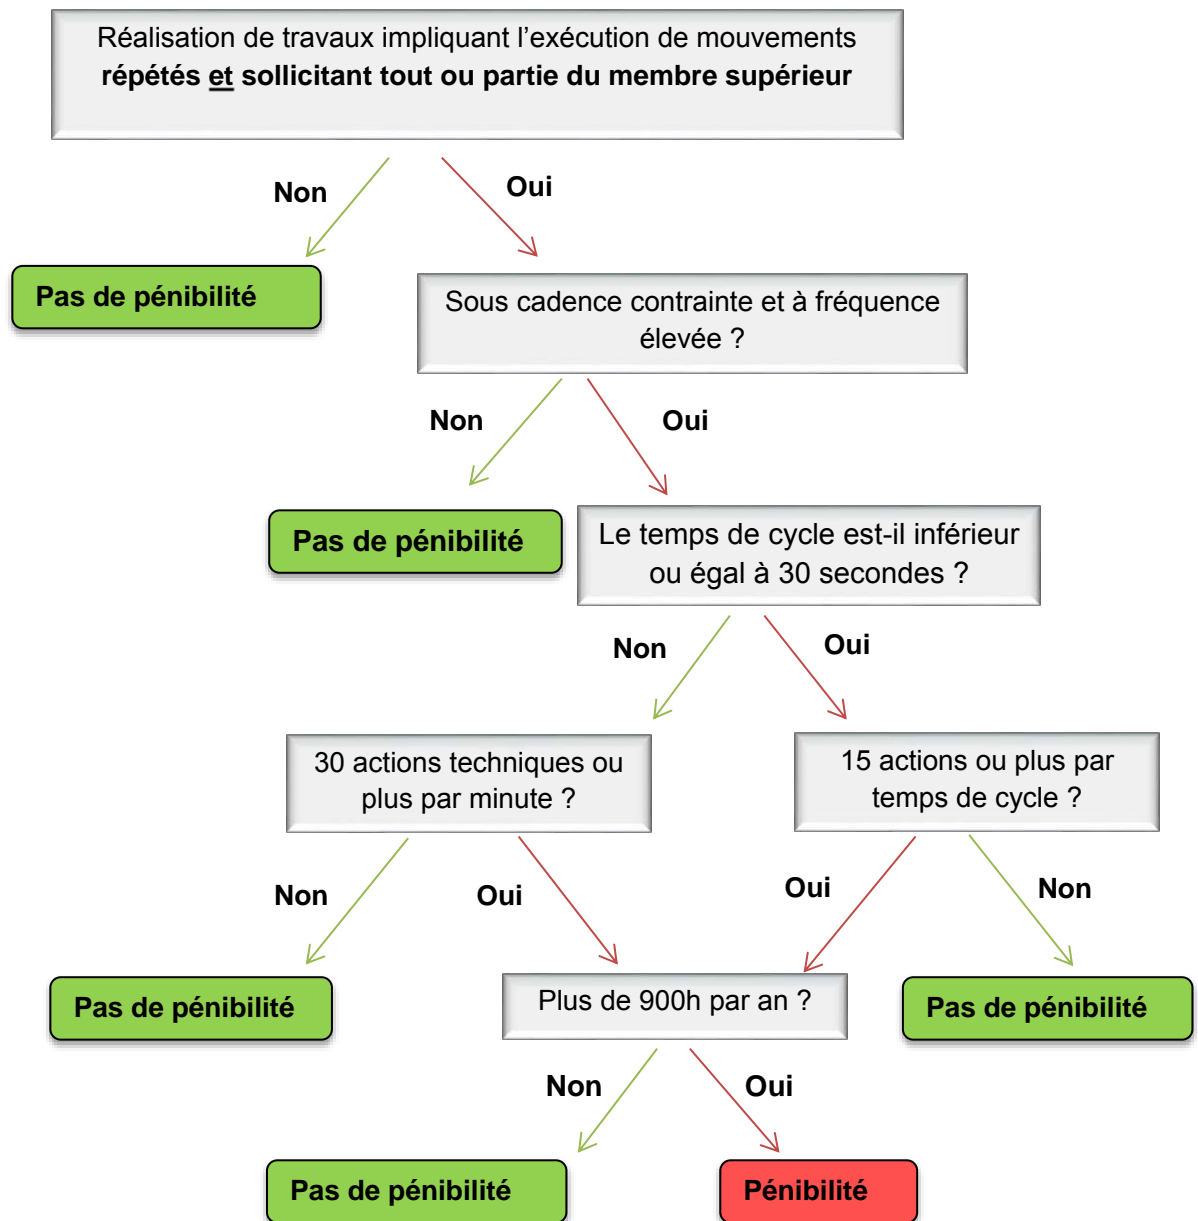 Réalisation de travaux impliquant l’exécution de mouvements
répétés et sollicitant tout ou partie du membre supérieur
Non
Oui
Pas de pénibilité
Sous cadence contrainte et à fréquence
élevée ?
Non
Oui
Pas de pénibilité
Le temps de cycle est-il inférieur
ou égal à 30 secondes ?
Non
Oui
30 actions techniques ou
plus par minute ?
15 actions ou plus par
temps de cycle ?
Non
Oui
Oui
Non
Pas de pénibilité
Plus de 900h par an ?
Pas de pénibilité
Non
Oui
Pas de pénibilité
Pénibilité